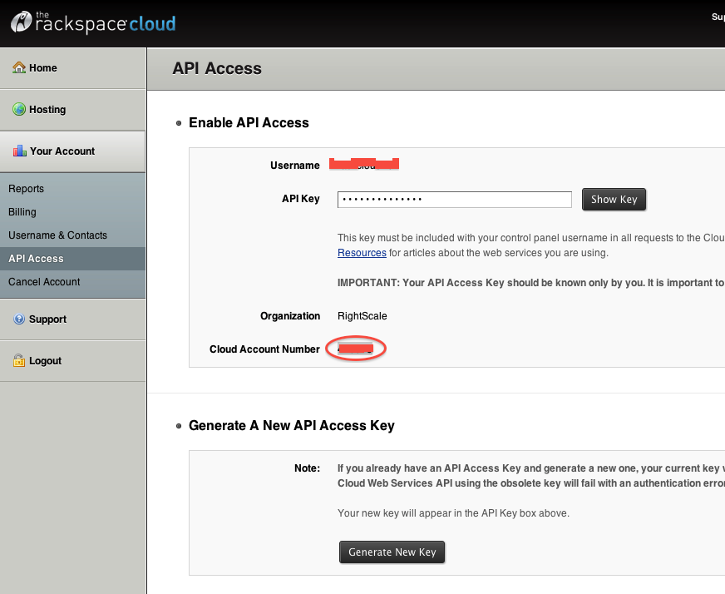 the
rackspacecloud
Home
Hosting
Your Account
Reports
Billing
Username & Contacts
API Access
Cancel Account
Support
Logout
API Access
Enable API Access
Username
API Key •••••••••••••• Show Key
This key must be included with your control panel username in all requests to the Clou
Resources for articles about the web services you are using.
IMPORTANT: Your API Access Key should be known only by you. It is important to
Organization RightScale
Cloud Account Number
Generate A New API Access Key
Note: If you already have an API Access Key and generate a new one, your current key
Cloud Web Services API using the obsolete key will fail with an authentication error
Your new key will appear in the API Key box above.
Generate New Key